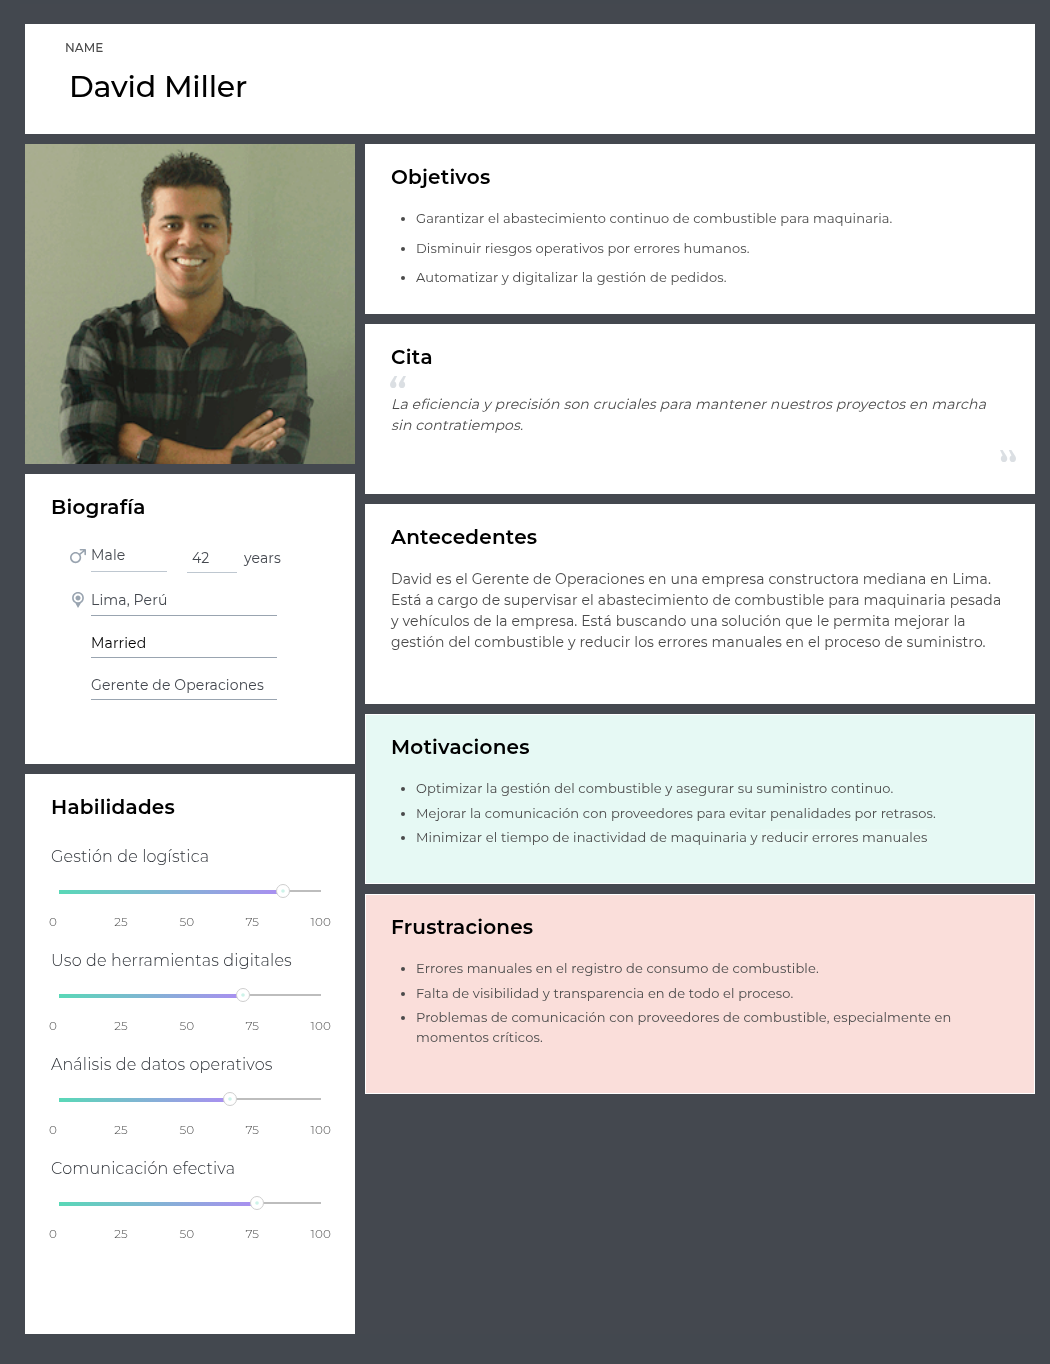 NAME
David Miller
Objetivos
• Garantizar el abastecimiento continuo de combustible para maquinaria.
• Disminuir riesgos operativos por errores humanos.
• Automatizar y digitalizar la gestión de pedidos.
Cita
“
La eficiencia y precisión son cruciales para mantener nuestros proyectos en marcha
sin contratiempos.
”
Biografía
Male
42 years
Lima, Perú
Married
Gerente de Operaciones
Antecedentes
David es el Gerente de Operaciones en una empresa constructora mediana en Lima.
Está a cargo de supervisar el abastecimiento de combustible para maquinaria pesada
y vehículos de la empresa. Está buscando una solución que le permita mejorar la
gestión del combustible y reducir los errores manuales en el proceso de suministro.
Motivaciones
• Optimizar la gestión del combustible y asegurar su suministro continuo.
• Mejorar la comunicación con proveedores para evitar penalidades por retrasos.
• Minimizar el tiempo de inactividad de maquinaria y reducir errores manuales
Habilidades
Gestión de logística
0 25 50 75 100
Uso de herramientas digitales
0 25 50 75 100
Análisis de datos operativos
0 25 50 75 100
Comunicación efectiva
0 25 50 75 100
Frustraciones
• Errores manuales en el registro de consumo de combustible.
• Falta de visibilidad y transparencia en de todo el proceso.
• Problemas de comunicación con proveedores de combustible, especialmente en
momentos críticos.